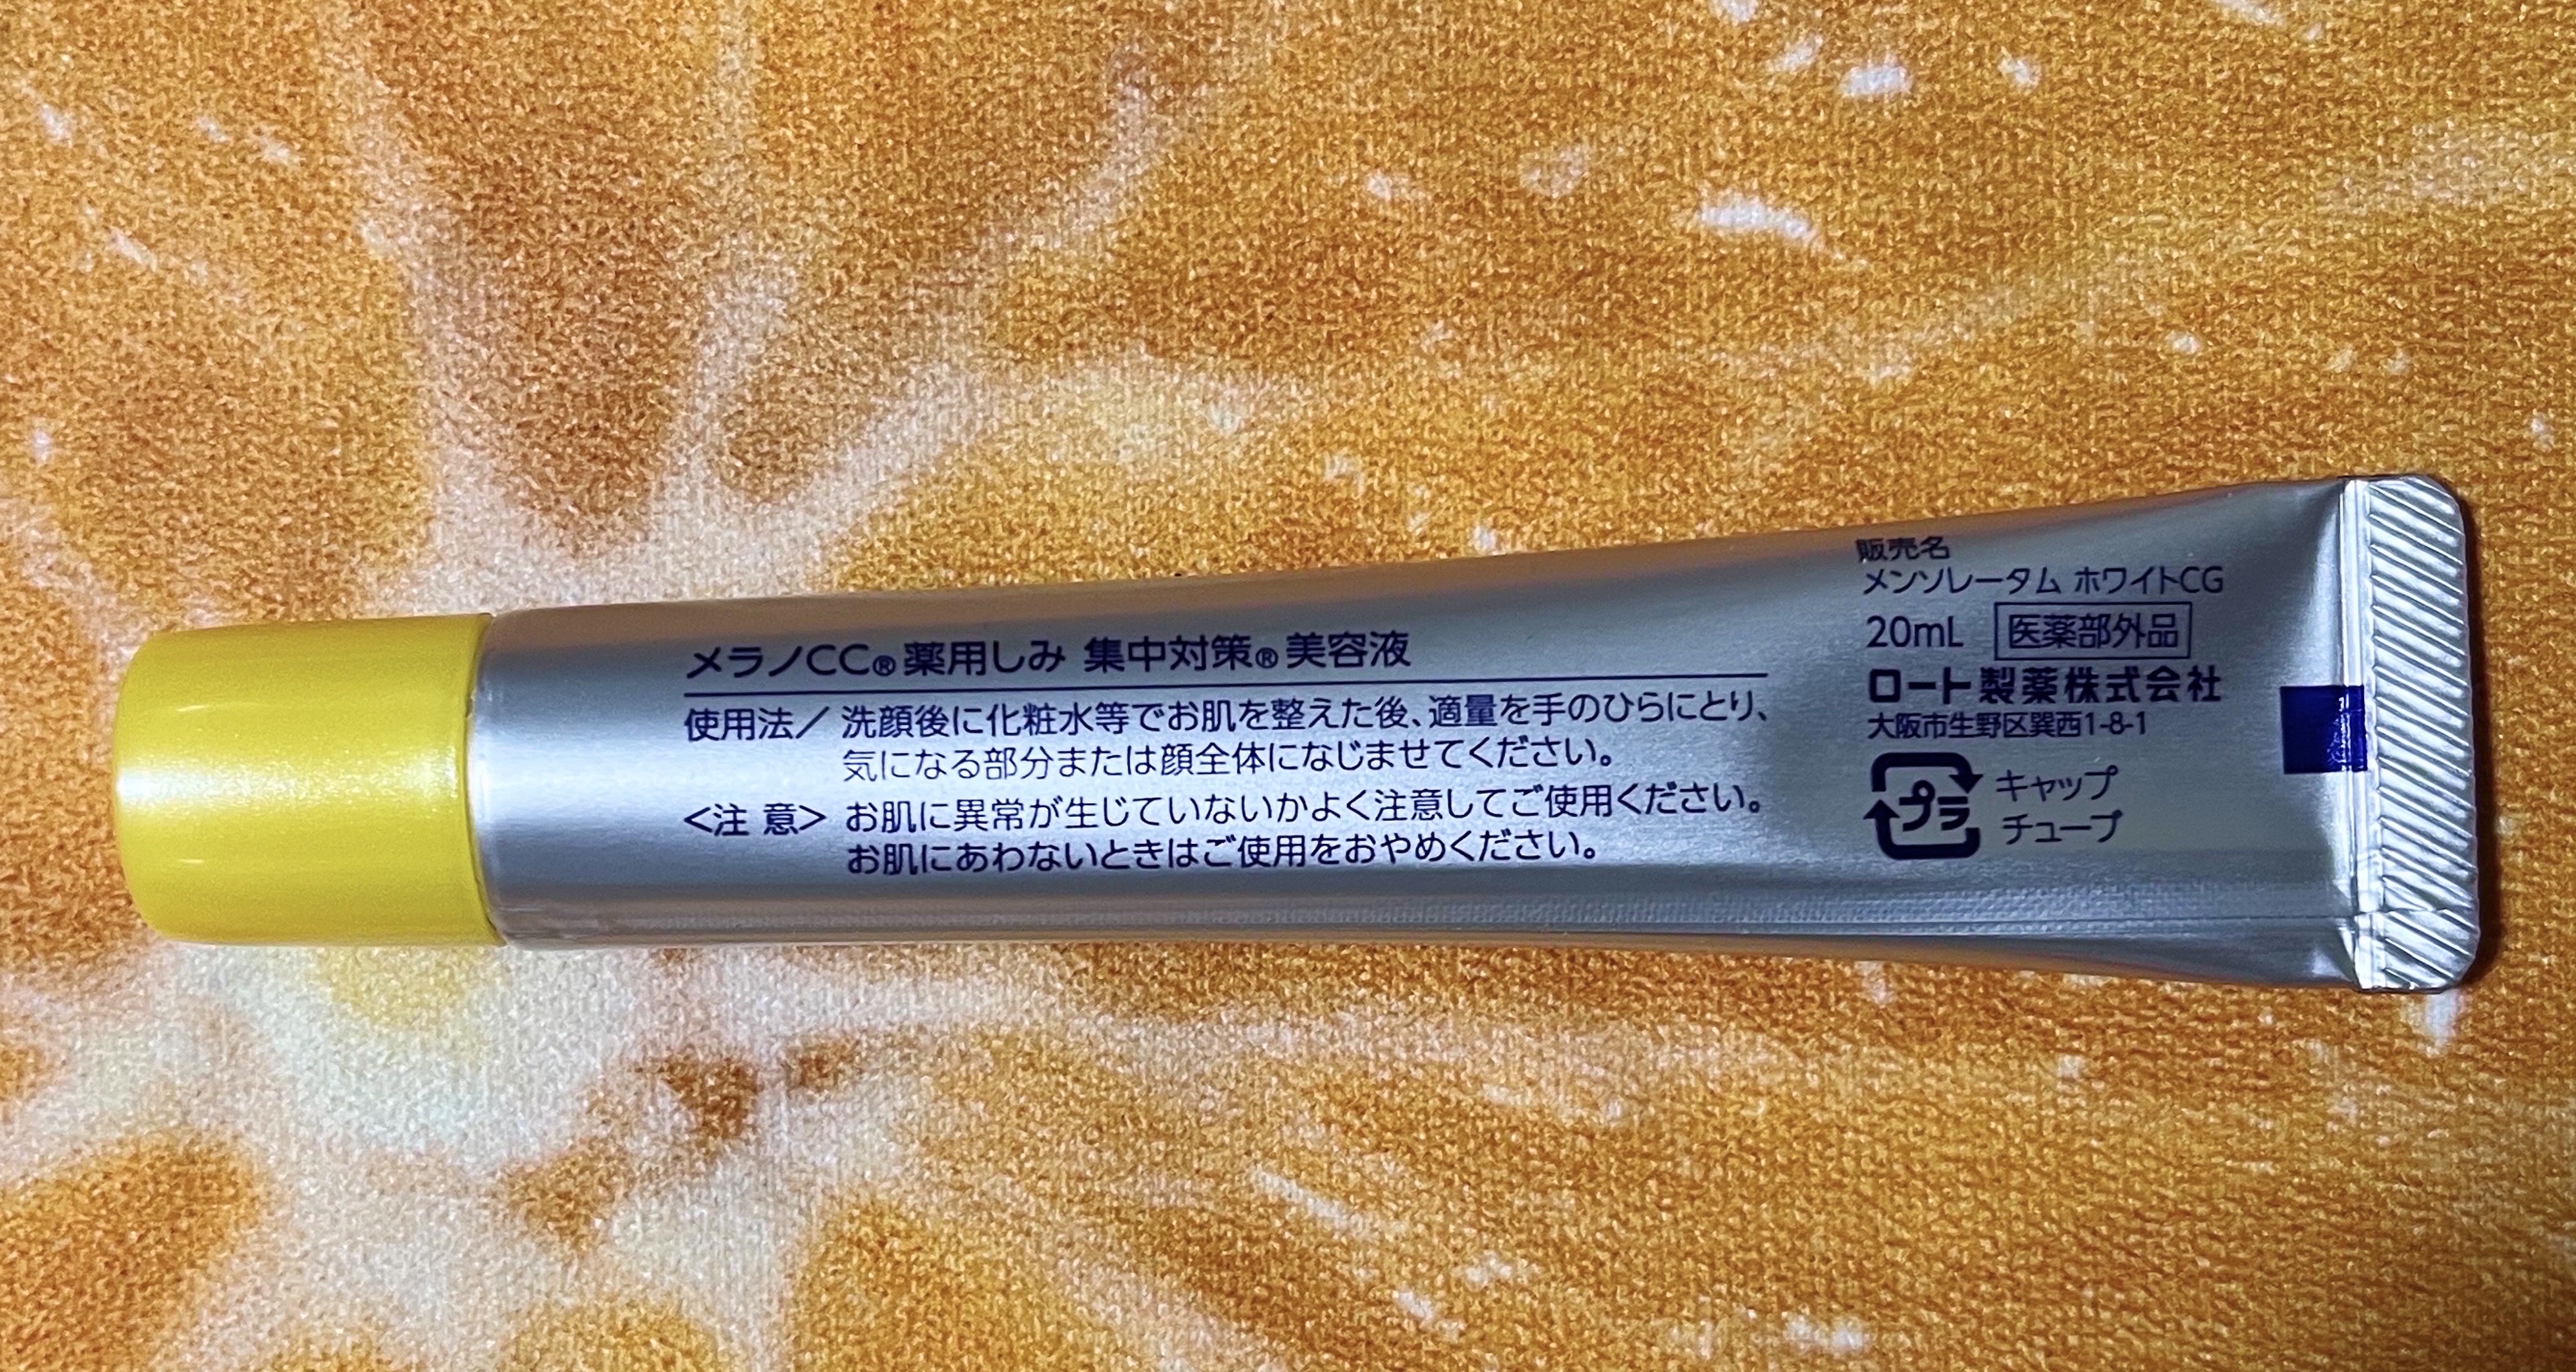 メラノCC® 薬用しみ 集中対策® 美容液
使用法／ 洗顔後に化粧水等でお肌を整えた後、適量を手のひらにとり、
気になる部分または顔全体になじませてください。
<注 意> お肌に異常が生じていないかよく注意してご使用ください。
お肌にあわないときはご使用をおやめください。
販売名
メンソレータム ホワイトCG
20mL 医薬部外品
ロート製薬株式会社
大阪市生野区巽西1-8-1
プラ
キャップ
チューブ